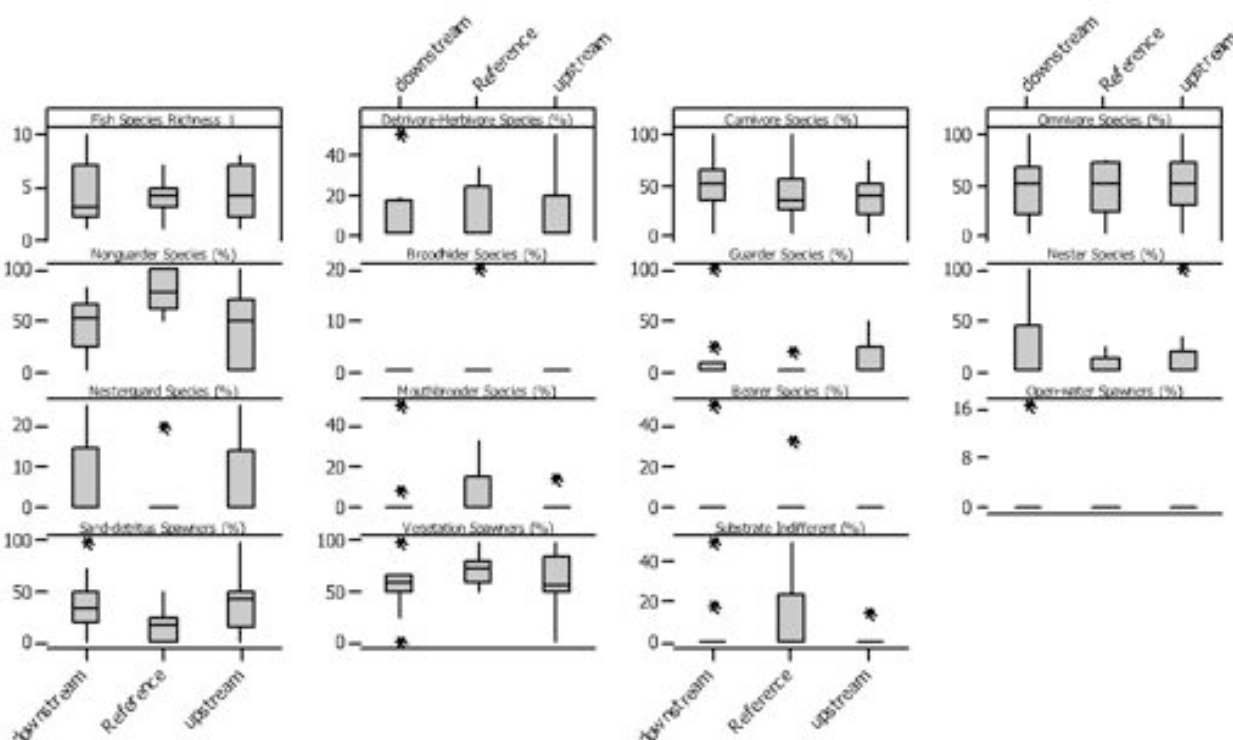 downstream Reference upstream downstream Reference upstream
Fish Species Richness Detrivore-Herbivore Species (%) Carnivore Species (%) Omnivore Species (%)
10 40 100 100
5 20 50 50
0 0 0 0
Nonguarder Species (%) Broodhider Species (%) Guarder Species (%) Nester Species (%)
100 20 100 100
50 10 50 50
0 0 0 0
Nesterguard Species (%) Mouthbrooder Species (%) Bearer Species (%) Open-water Spawners (%)
20 40 40 16
10 20 20 8
0 0 0 0
Sand-detritus Spawners (%) Vegetation Spawners (%) Substrate Indifferent (%)
100 100 40
50 50 20
0 0 0
downstream Reference upstream downstream Reference upstream